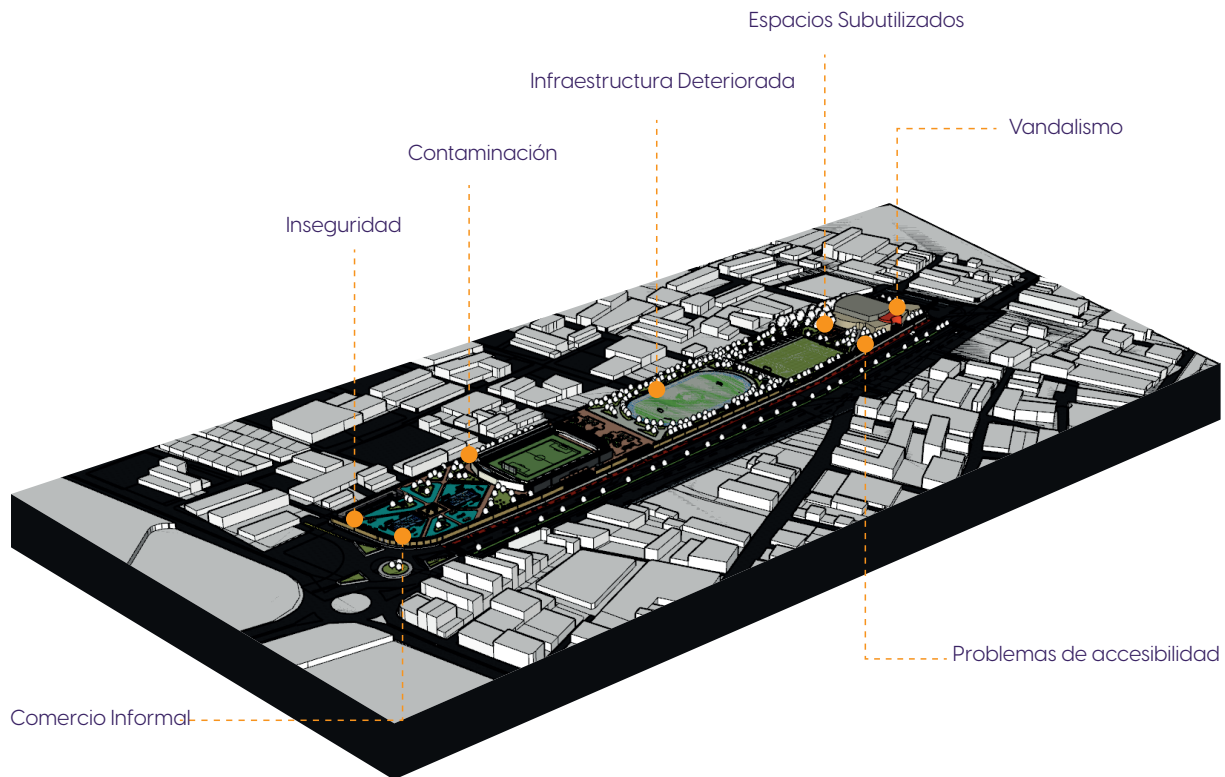 Espacios Subutilizados
Infraestructura Deteriorada
Vandalismo
Contaminación
Inseguridad
Problemas de accesibilidad
Comercio Informal